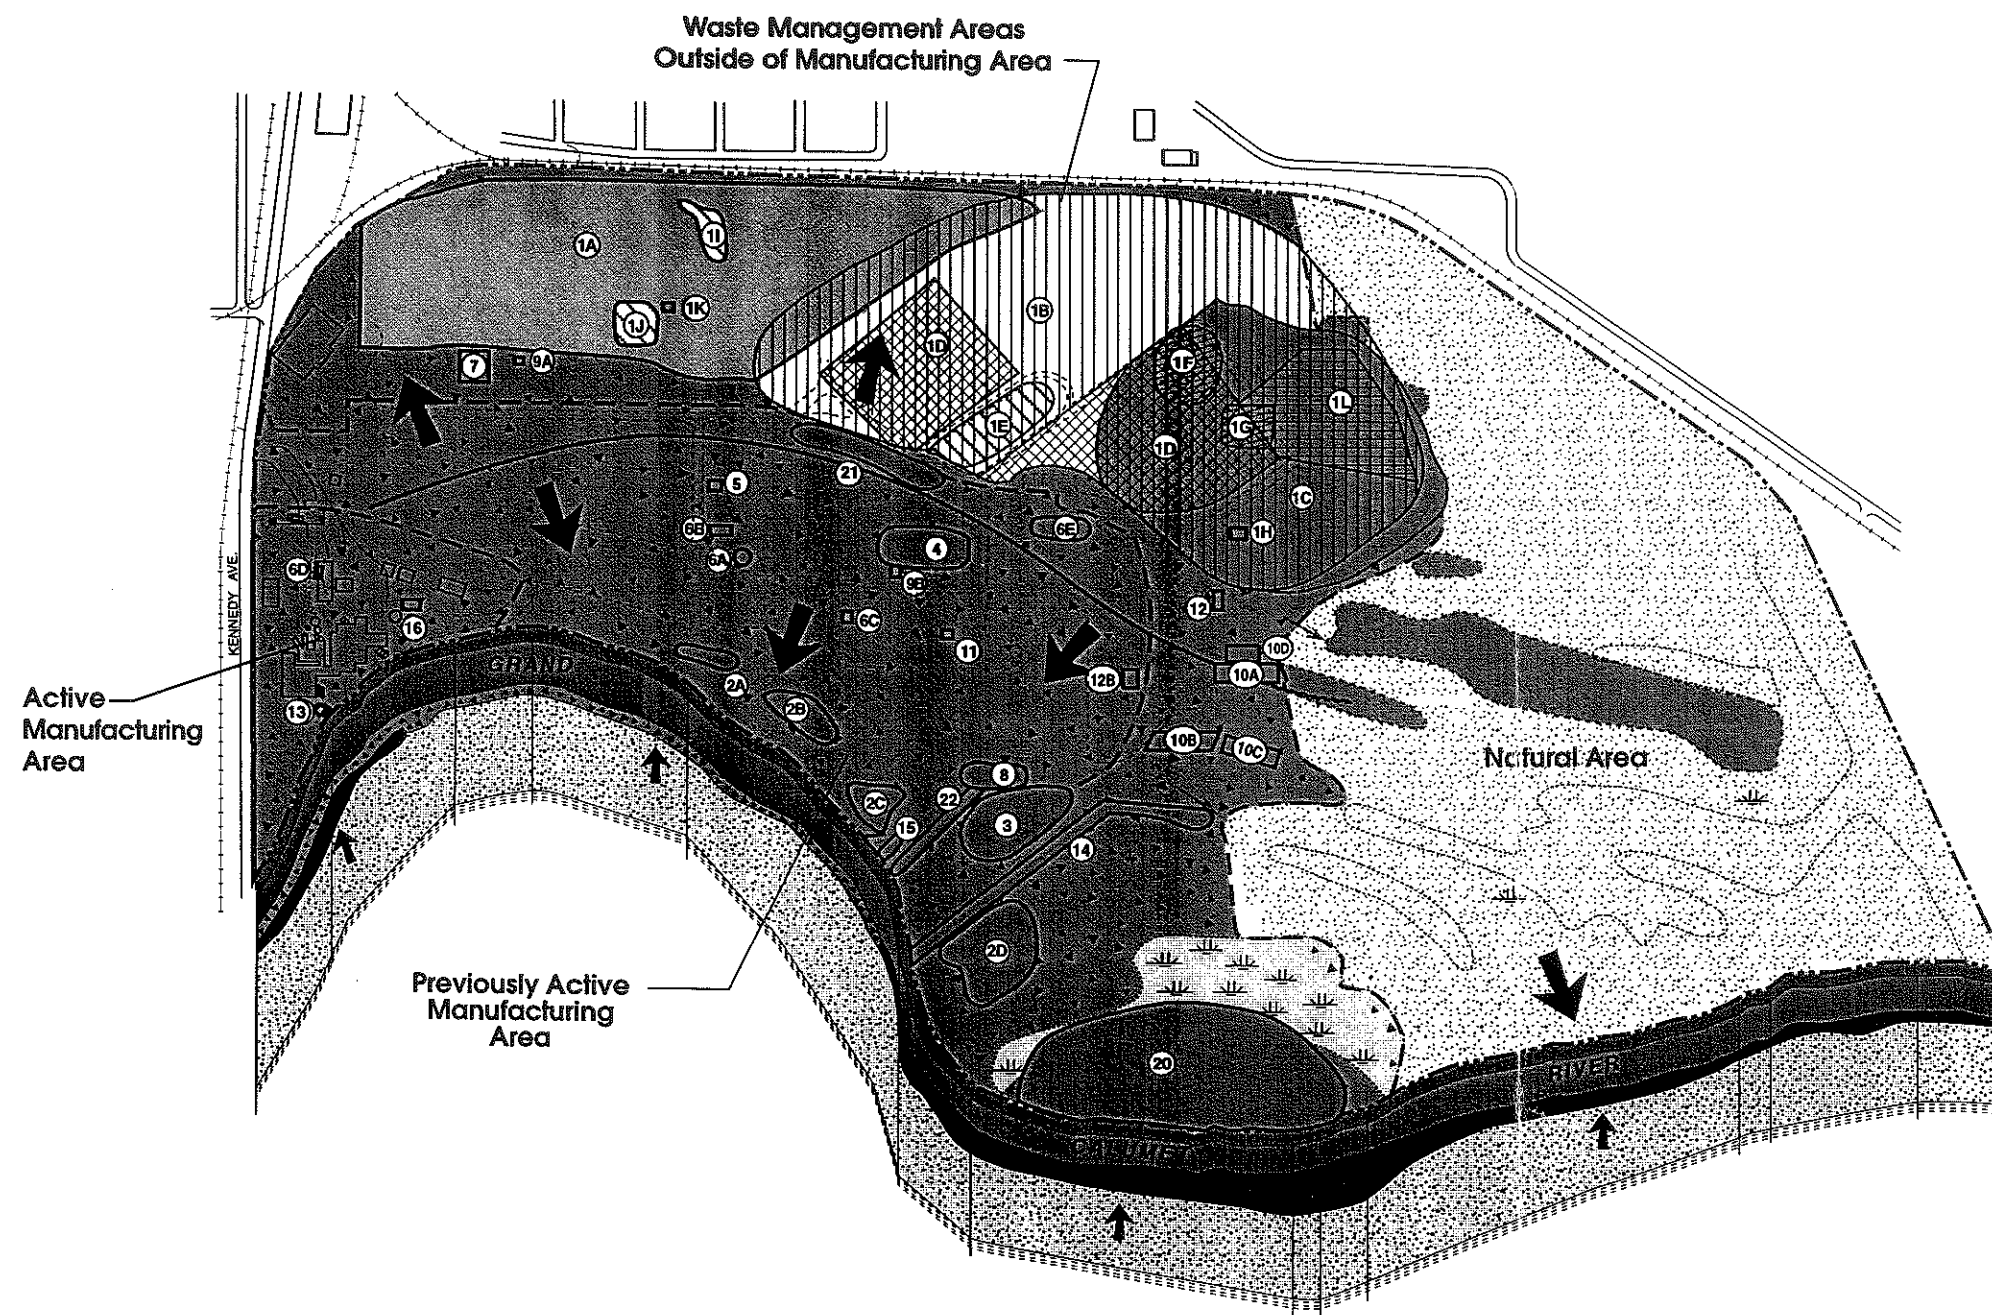 Waste Management Areas
Outside of Manufacturing Area
1I
1A
1K
1J
1B
1D
7
9A
1F
1L
1E
1G
1D
21
5
1C
6B
6E
1H
4
6A
6D
9B
KENNEDY AVE.
12
6C
16
11
10D
GRAND
12B
10A
2A
Active
Manufacturing
Area
13
2B
10B
10C
Natural Area
8
2C
22
15
3
14
2D
Previously Active
Manufacturing
Area
20
RIVER
CALUMET